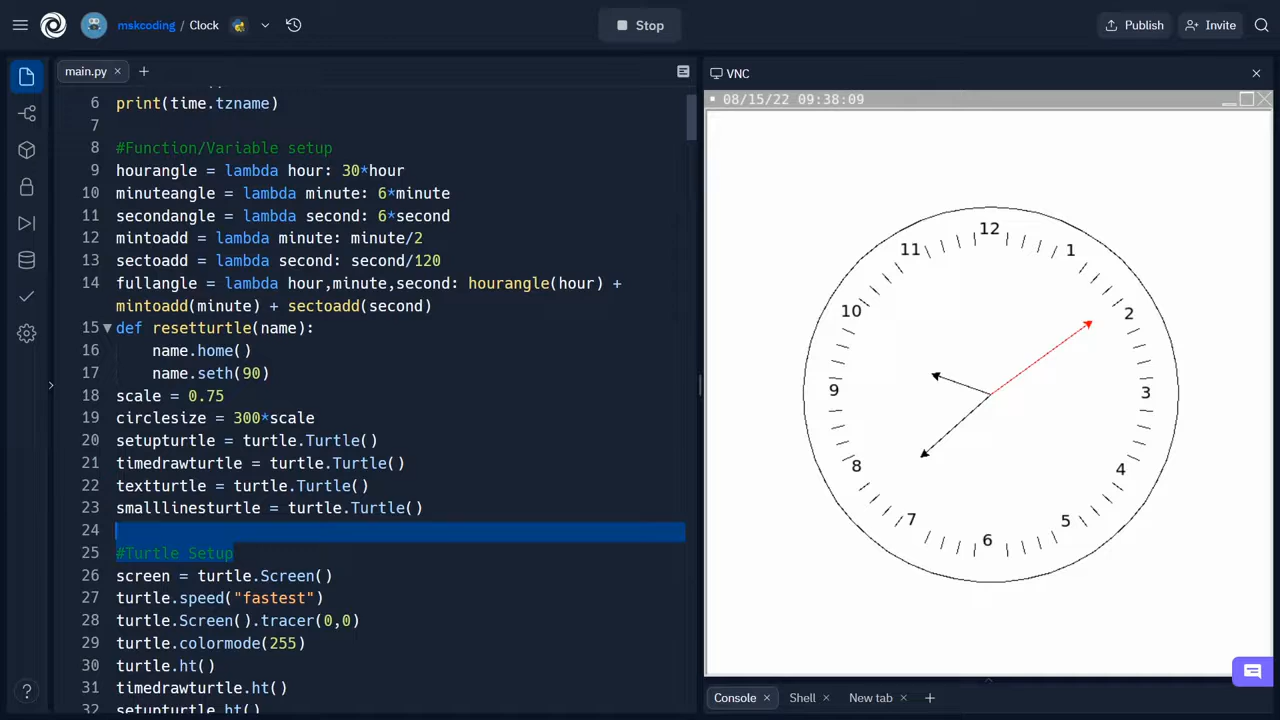 mskcoding / Clock
Stop
Publish
Invite
main.py
VNC
6 print(time.tzname)
7
8 #Function/Variable setup
9 hourangle = lambda hour: 30*hour
10 minuteangle = lambda minute: 6*minute
11 secondangle = lambda second: 6*second
12 mintoadd = lambda minute: minute/2
13 sectoadd = lambda second: second/120
14 fullangle = lambda hour,minute,second: hourangle(hour) +
mintoadd(minute) + sectoadd(second)
15 def resetturtle(name):
16 name.home()
17 name.seth(90)
18 scale = 0.75
19 circlesize = 300*scale
20 setupturtle = turtle.Turtle()
21 timedrawturtle = turtle.Turtle()
22 textturtle = turtle.Turtle()
23 smalllinesturtle = turtle.Turtle()
24
25 #Turtle Setup
26 screen = turtle.Screen()
27 turtle.speed("fastest")
28 turtle.Screen().tracer(0,0)
29 turtle.colormode(255)
30 turtle.ht()
31 timedrawturtle.ht()
32 setupturtle.ht()
08/15/22 09:38:09
12
1
2
3
4
5
6
7
8
9
10
11
Console
Shell
New tab